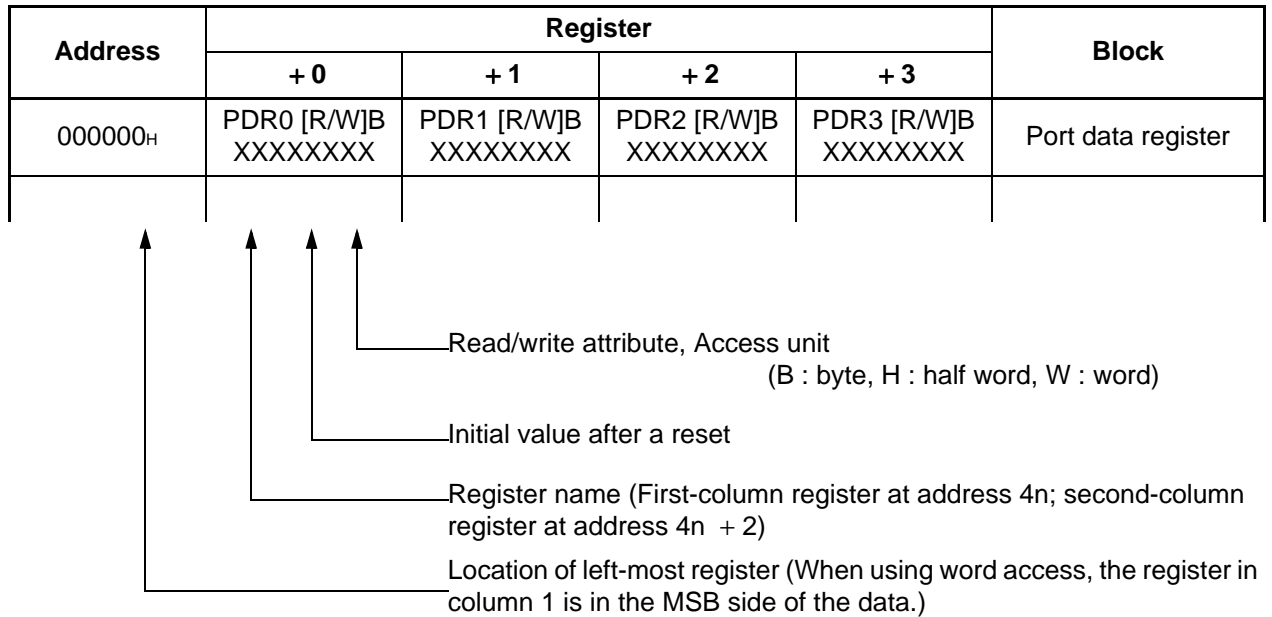 Address Register Block
+ 0 + 1 + 2 + 3
000000H PDR0 [R/W]B PDR1 [R/W]B PDR2 [R/W]B PDR3 [R/W]B Port data register
XXXXXXXX XXXXXXXX XXXXXXXX XXXXXXXX
Read/write attribute, Access unit
(B : byte, H : half word, W : word)
Initial value after a reset
Register name (First-column register at address 4n; second-column
register at address 4n + 2)
Location of left-most register (When using word access, the register in
column 1 is in the MSB side of the data.)